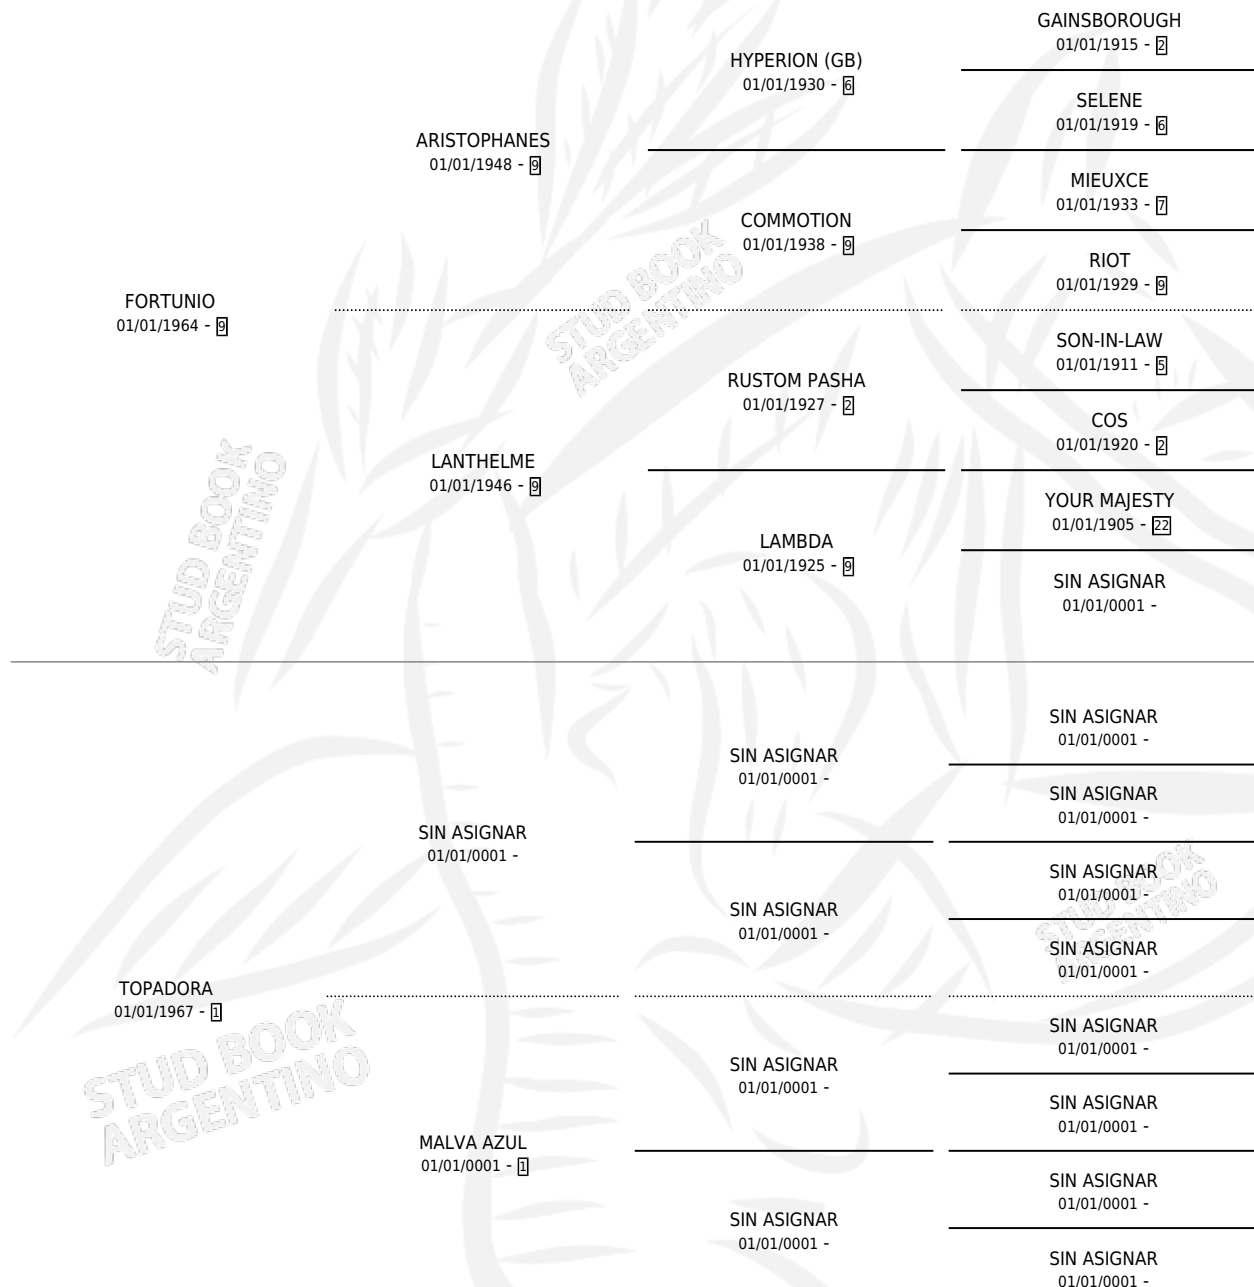 GAINSBOROUGH
01/01/1915 - 2
HYPERION (GB)
01/01/1930 - 6
SELENE
01/01/1919 - 6
ARISTOPHANES
01/01/1948 - 9
MIEUXCE
01/01/1933 - 7
COMMOTION
01/01/1938 - 9
RIOT
01/01/1929 - 9
FORTUNIO
01/01/1964 - 9
SON-IN-LAW
01/01/1911 - 5
RUSTOM PASHA
01/01/1927 - 2
COS
01/01/1920 - 2
LANTHELME
01/01/1946 - 9
YOUR MAJESTY
01/01/1905 - 22
LAMBDA
01/01/1925 - 9
SIN ASIGNAR
01/01/0001 -
SIN ASIGNAR
01/01/0001 -
SIN ASIGNAR
01/01/0001 -
SIN ASIGNAR
01/01/0001 -
SIN ASIGNAR
01/01/0001 -
SIN ASIGNAR
01/01/0001 -
SIN ASIGNAR
01/01/0001 -
SIN ASIGNAR
01/01/0001 -
TOPADORA
01/01/1967 - 1
SIN ASIGNAR
01/01/0001 -
SIN ASIGNAR
01/01/0001 -
SIN ASIGNAR
01/01/0001 -
MALVA AZUL
01/01/0001 - 1
SIN ASIGNAR
01/01/0001 -
SIN ASIGNAR
01/01/0001 -
SIN ASIGNAR
01/01/0001 -
STUD BOOK
ARGENTINO
STUD BOOK
ARGENTINO
STUD BOOK
ARGENTINO
STUD BOOK
ARGENTINO